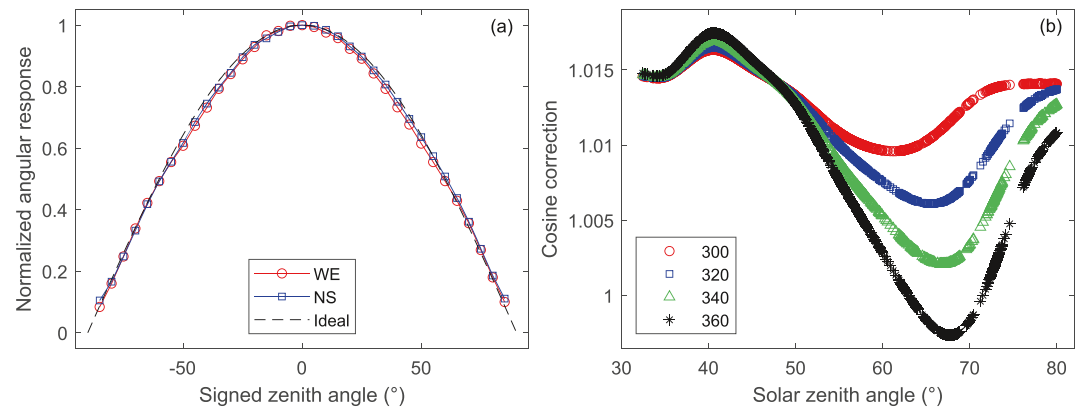 (a)
Normalized angular response
1
0.8
0.6
0.4
0.2
0
-50
0
50
Signed zenith angle (°)
WE
NS
Ideal
(b)
Cosine correction
1.015
1.01
1.005
1
30
40
50
60
70
80
Solar zenith angle (°)
300
320
340
360